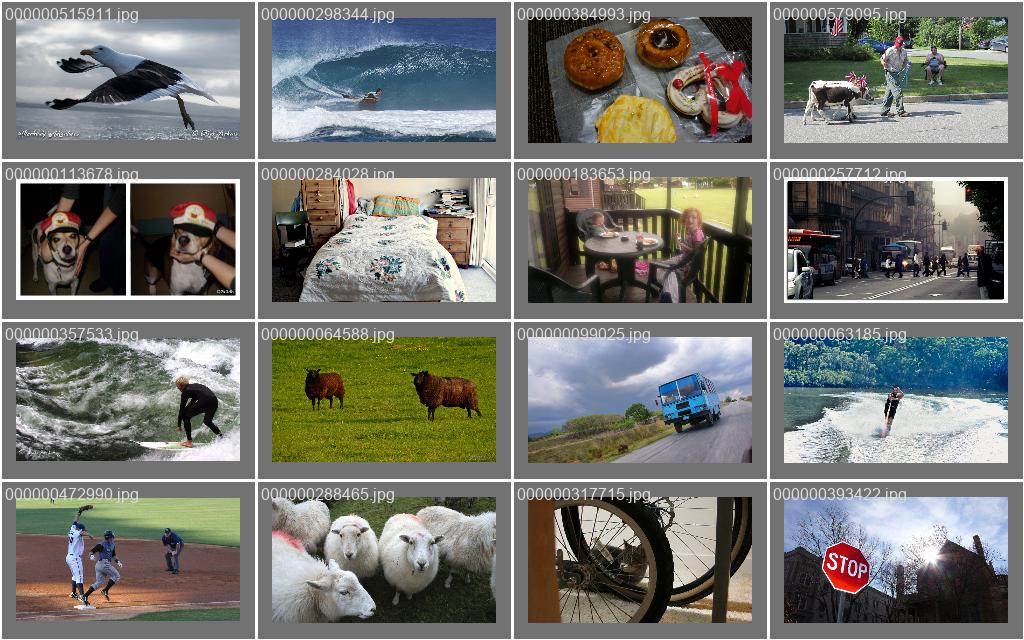 000000515911.jpg
000000298344.jpg
000000384993.jpg
000000579095.jpg
000000113678.jpg
000000284028.jpg
000000183653.jpg
000000257712.jpg
000000357533.jpg
000000064588.jpg
000000099025.jpg
000000063185.jpg
000000472990.jpg
000000288465.jpg
000000317715.jpg
000000393422.jpg
STOP